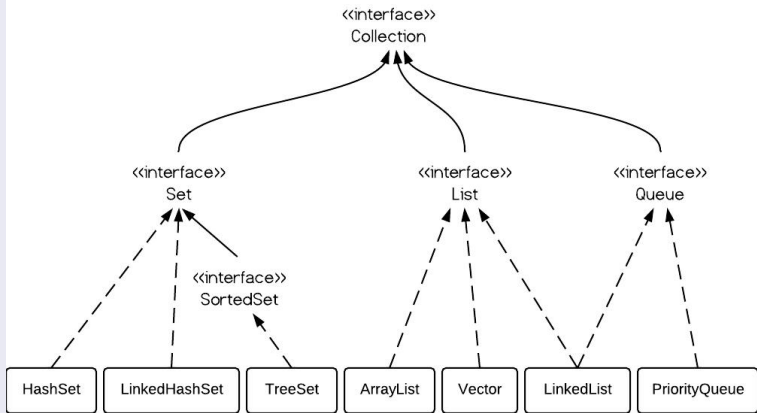 «interface»
Collection
«interface»
Set
«interface»
List
«interface»
Queue
«interface»
SortedSet
HashSet
LinkedHashSet
TreeSet
ArrayList
Vector
LinkedList
PriorityQueue